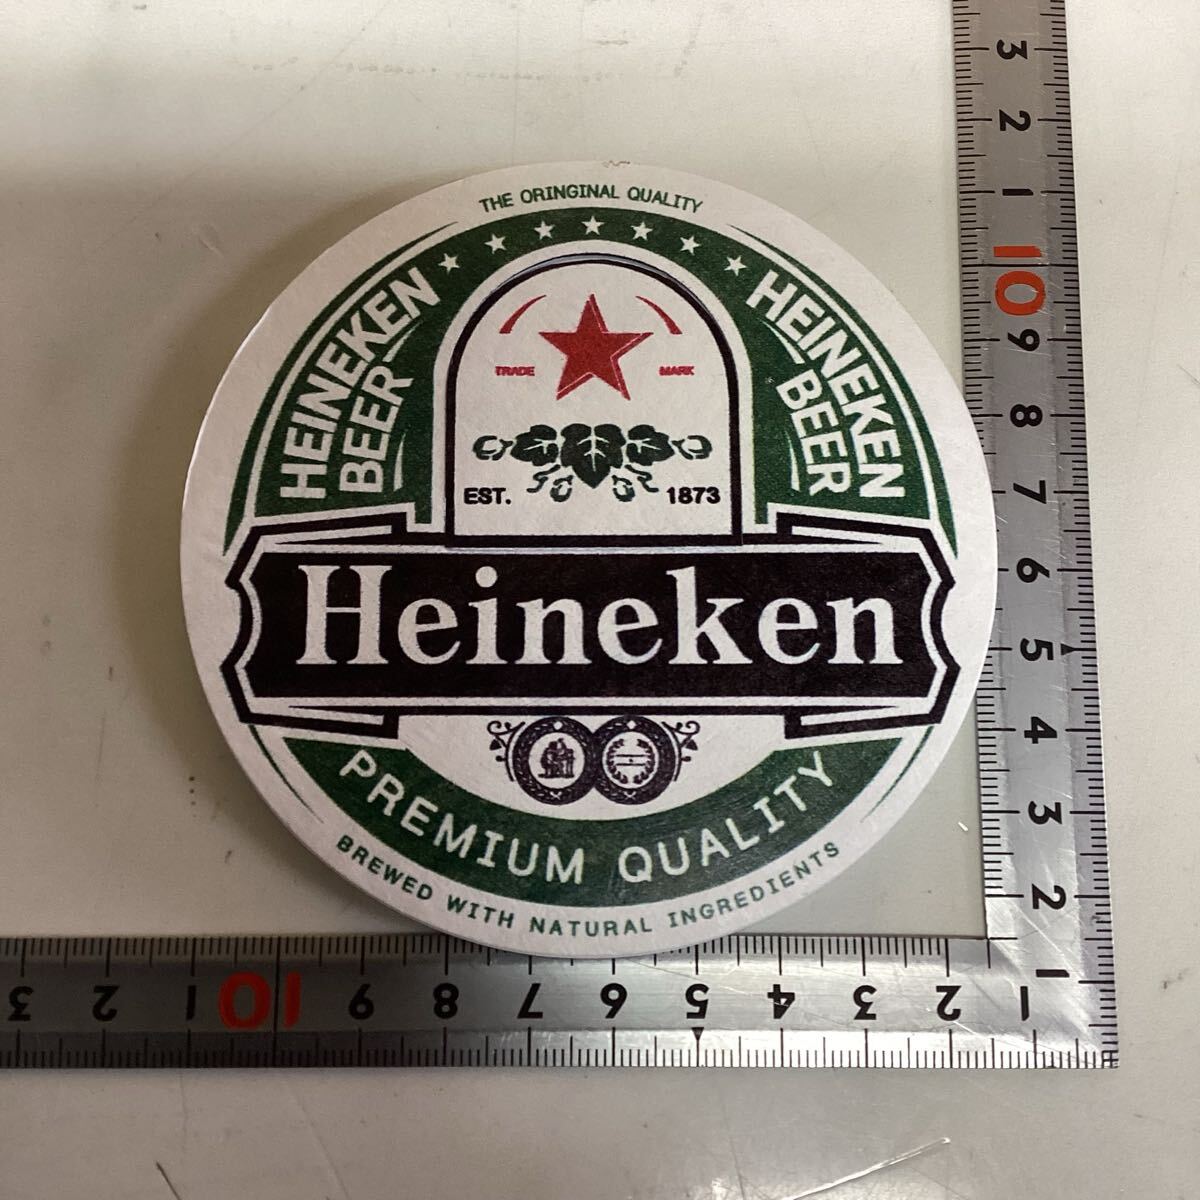 THE ORINGINAL QUALITY
HEINEKEN
BEER
HEINEKEN
BEER
TRADE MARK
EST. 1873
Heineken
PREMIUM QUALITY
BREWED WITH NATURAL INGREDIENTS
3
2
1
10
9
8
7
6
5
4
3
2
1
3 2 1 10 9 8 7 6 5 4 3 2 1